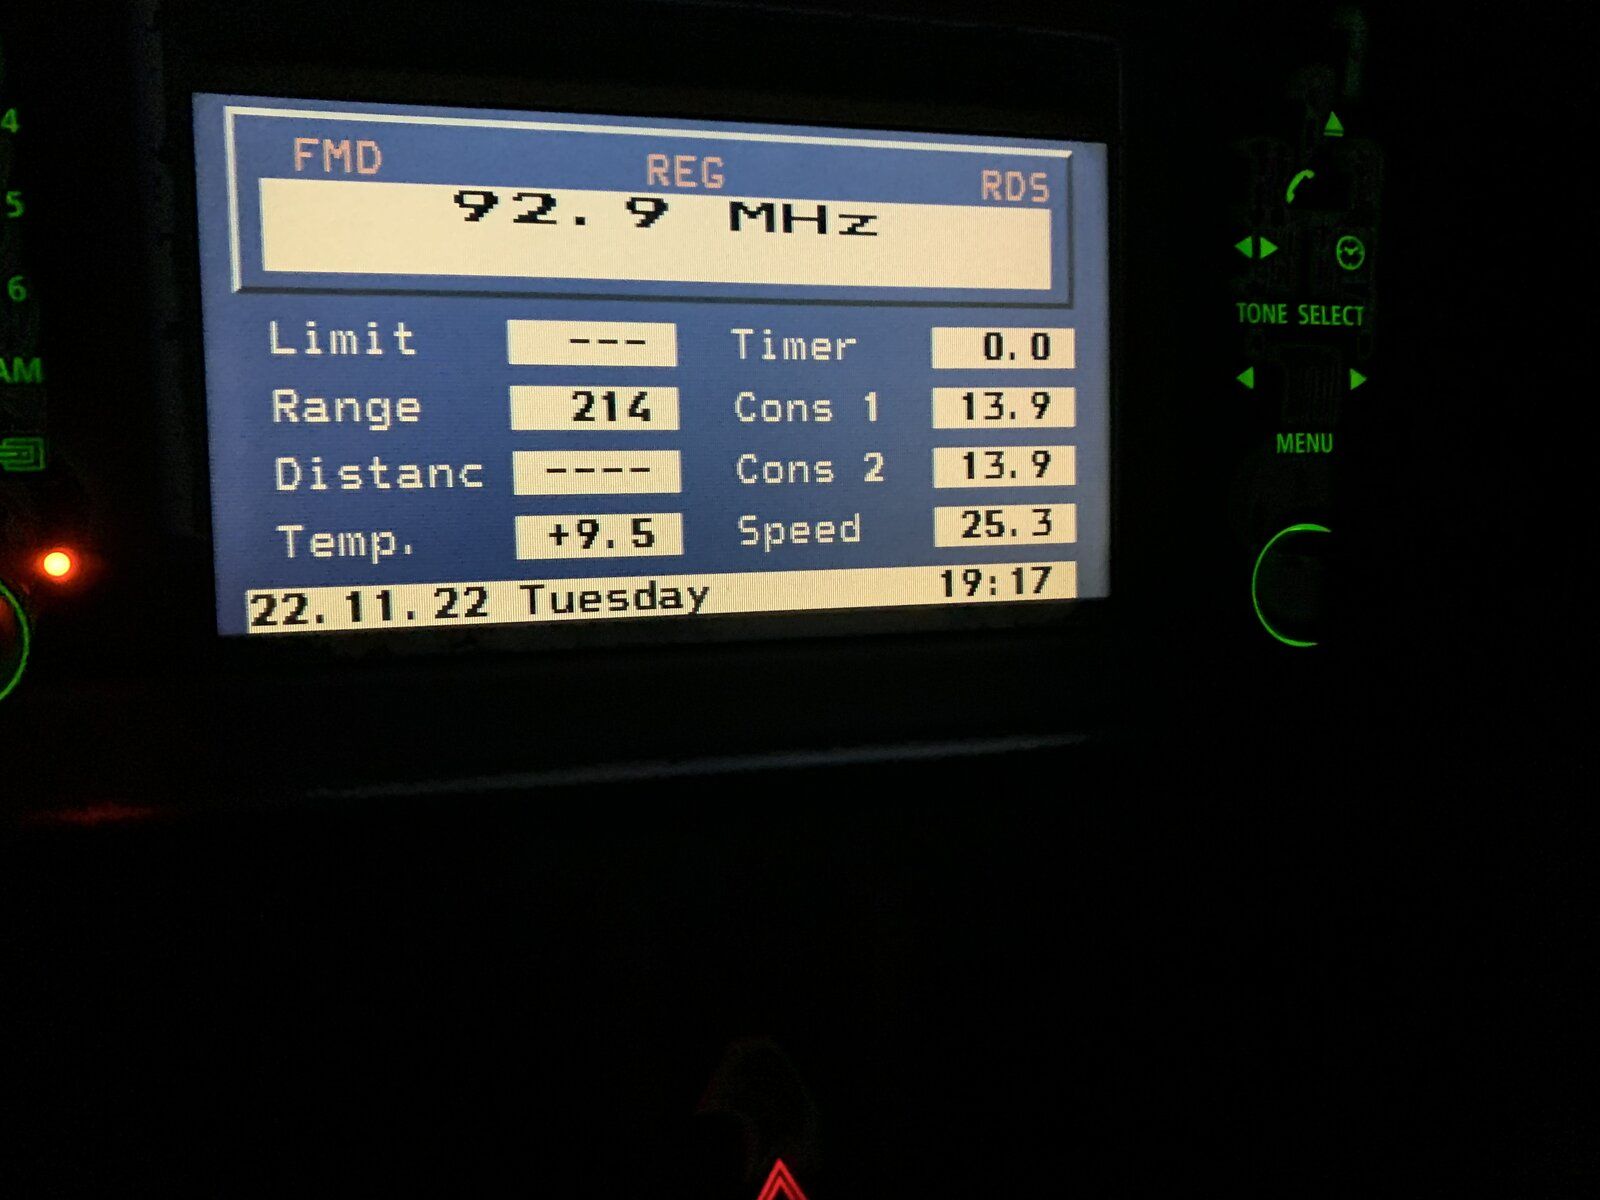 4
5
6
AM
FMD REG RDS
92.9 MHz
Limit --- Timer 0.0
Range 214 Cons 1 13.9
Distanc ---- Cons 2 13.9
Temp. +9.5 Speed 25.3
22.11.22 Tuesday 19:17
TONE SELECT
MENU